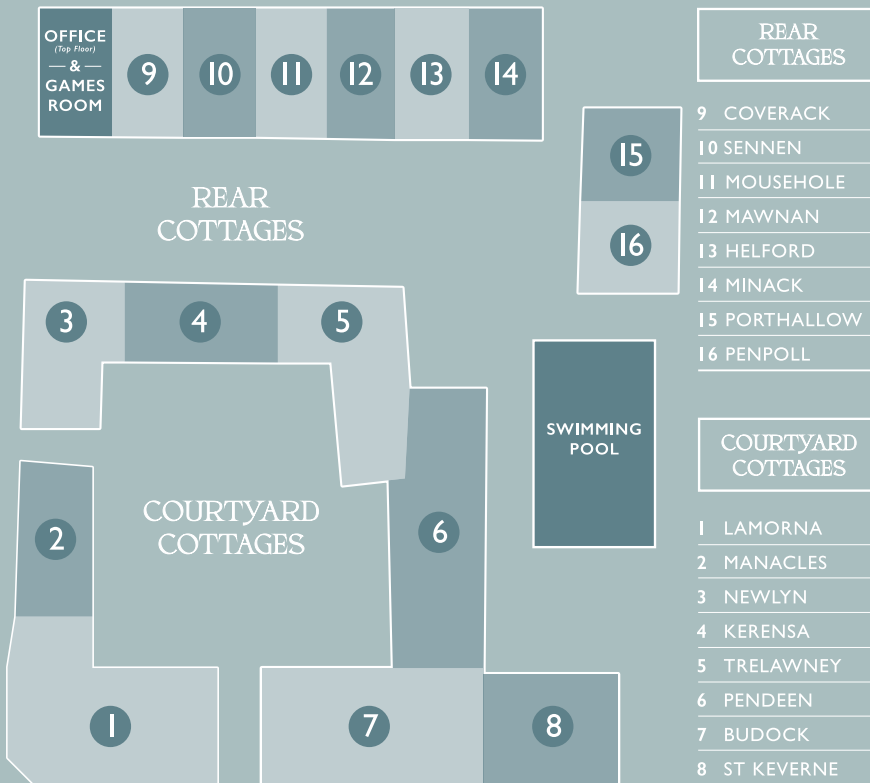 OFFICE
(Top Floor)
&
GAMES
ROOM
9
10
11
12
13
14
15
16
REAR
COTTAGES
3
4
5
2
COURTYARD
COTTAGES
6
SWIMMING
POOL
1
7
8
REAR
COTTAGES
9 COVERACK
10 SENNEN
11 MOUSEHOLE
12 MAWNAN
13 HELFORD
14 MINACK
15 PORTHALLOW
16 PENPOLL
COURTYARD
COTTAGES
1 LAMORNA
2 MANACLES
3 NEWLYN
4 KERENSA
5 TRELAWNEY
6 PENDEEN
7 BUDOCK
8 ST KEVERNE